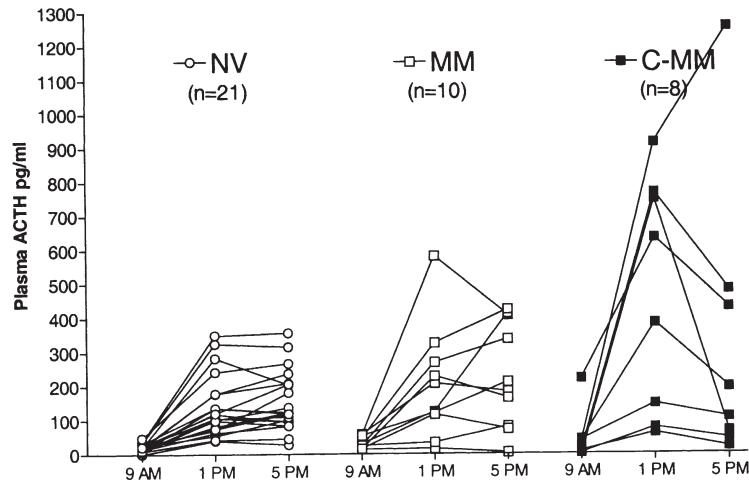 Plasma ACTH pg/ml
1300
1200
1100
1000
900
800
700
600
500
400
300
200
100
0
NV
(n=21)
MM
(n=10)
C-MM
(n=8)
9 AM 1 PM 5 PM 9 AM 1 PM 5 PM 9 AM 1 PM 5 PM